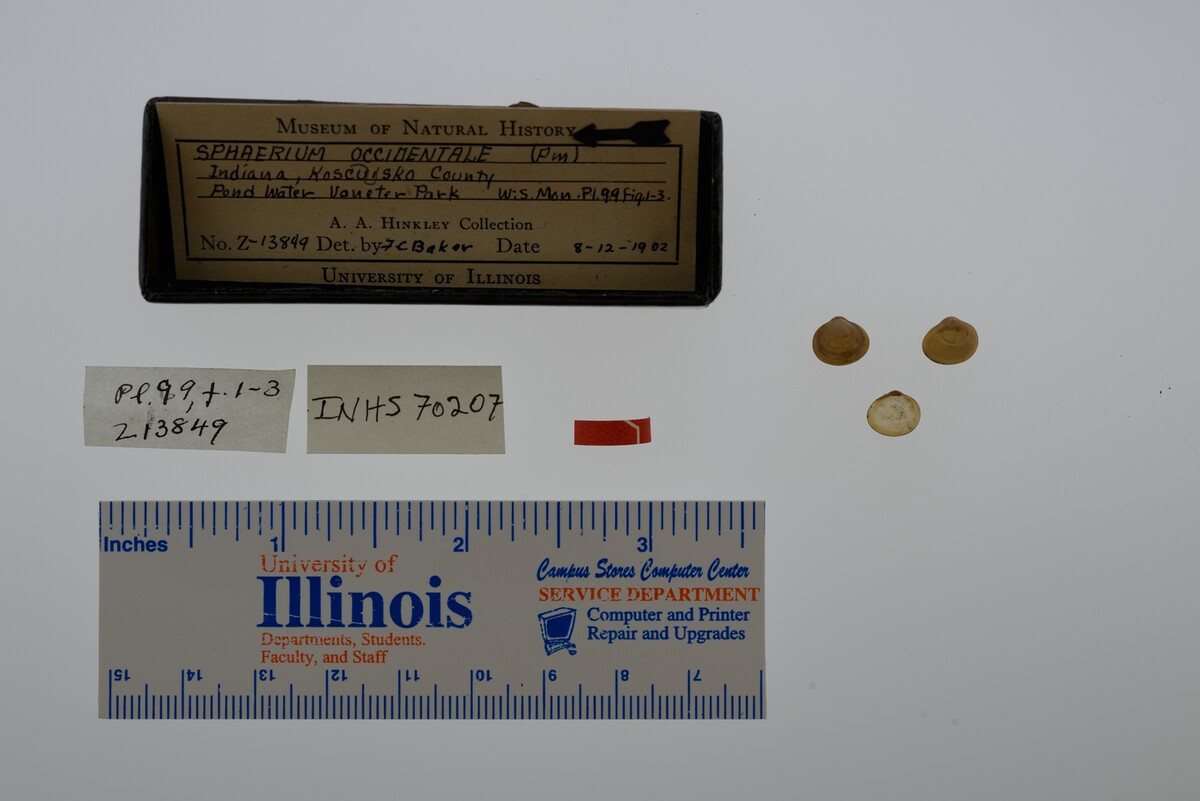 Museum of Natural History
SPHAERIUM OCCIDENTALE (Pm)
Indiana, Kosciusko County
Pond Water Vaneter Park W.S. Mon. Pl.99 Fig.1-3.
A. A. Hinkley Collection
No. Z-13849 Det. by F C Baker Date 8-12-1902
University of Illinois
Pl. 99, f. 1-3
Z13849
INHS 70207
Inches 1 2 3
University of
Illinois
Departments, Students.
Faculty, and Staff
Campus Stores Computer Center
SERVICE DEPARTMENT
Computer and Printer
Repair and Upgrades
15 14 13 12 11 10 9 8 7